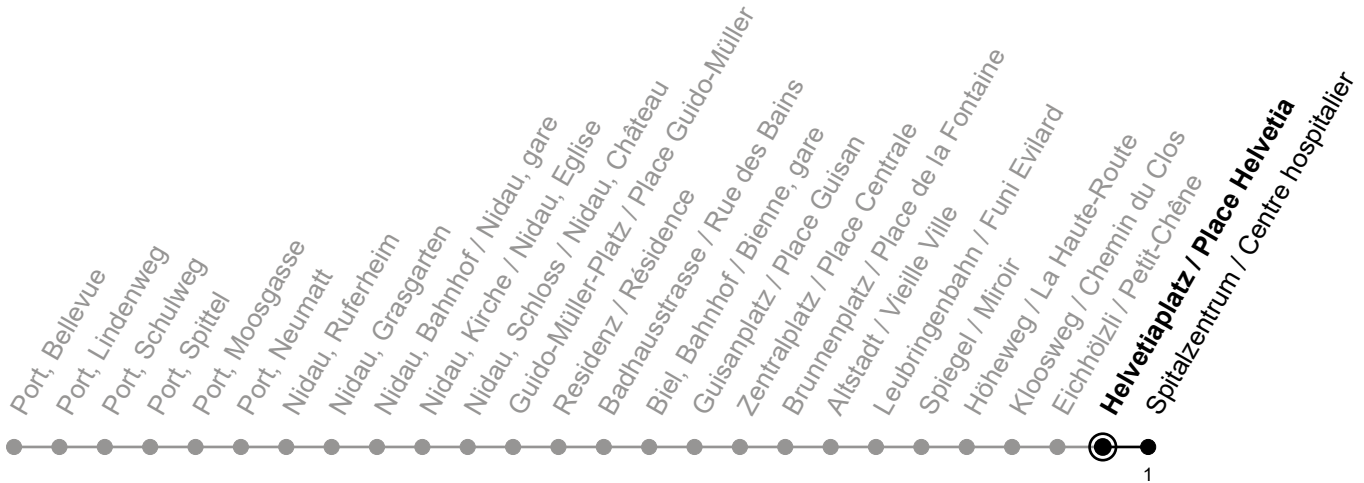 Port, Bellevue
Port, Lindenweg
Port, Schulweg
Port, Spittel
Port, Moosgasse
Port, Neumatt
Nidau, Ruferheim
Nidau, Grasgarten
Nidau, Bahnhof / Nidau, gare
Nidau, Kirche / Nidau, Eglise
Nidau, Schloss / Nidau, Château
Guido-Müller-Platz / Place Guido-Müller
Residenz / Résidence
Badhausstrasse / Rue des Bains
Biel, Bahnhof / Bienne, gare
Guisanplatz / Place Guisan
Zentralplatz / Place Centrale
Brunnenplatz / Place de la Fontaine
Altstadt / Vieille Ville
Leubringenbahn / Funi Evilard
Spiegel / Miroir
Höheweg / La Haute-Route
Kloosweg / Chemin du Clos
Eichhölzli / Petit-Chêne
Helvetiaplatz / Place Helvetia
Spitalzentrum / Centre hospitalier
1